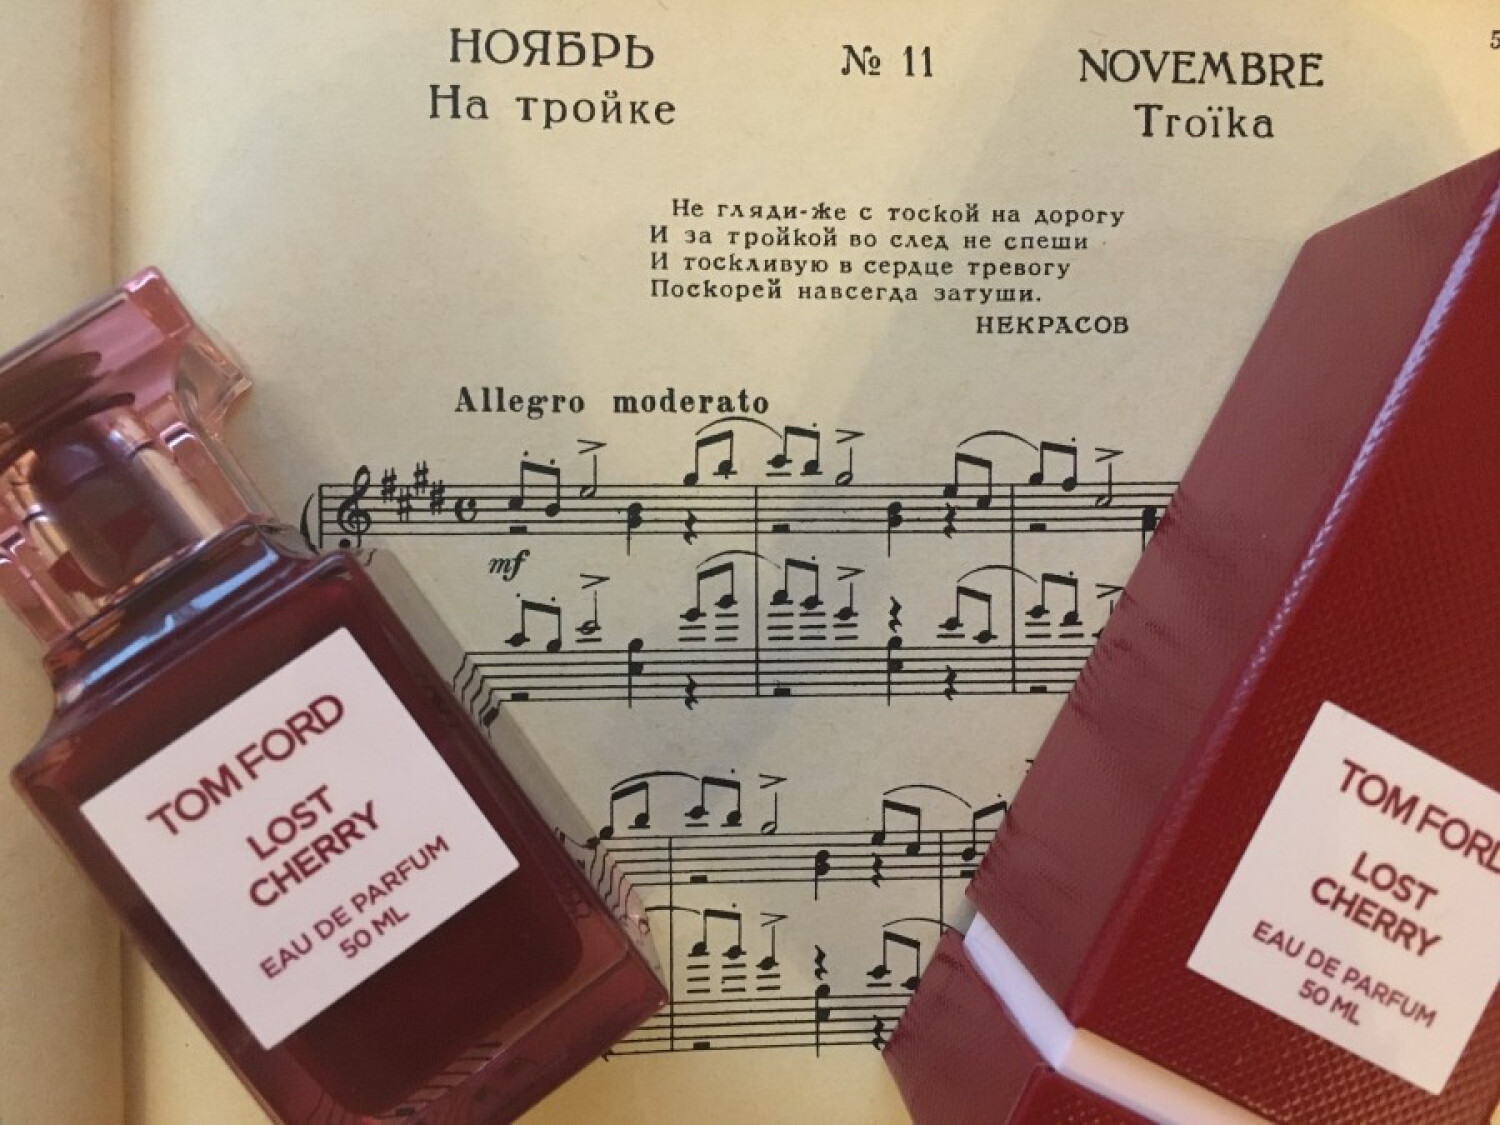 НОЯБРЬ
На тройке
№ 11
NOVEMBRE
Troïka
5
Не гляди-же с тоской на дорогу
И за тройкой во след не спеши
И тоскливую в сердце тревогу
Поскорей навсегда затуши.
НЕКРАСОВ
Allegro moderato
mf
TOM FORD
LOST
CHERRY
EAU DE PARFUM
50 ML
TOM FORD
LOST
CHERRY
EAU DE PARFUM
50 ML